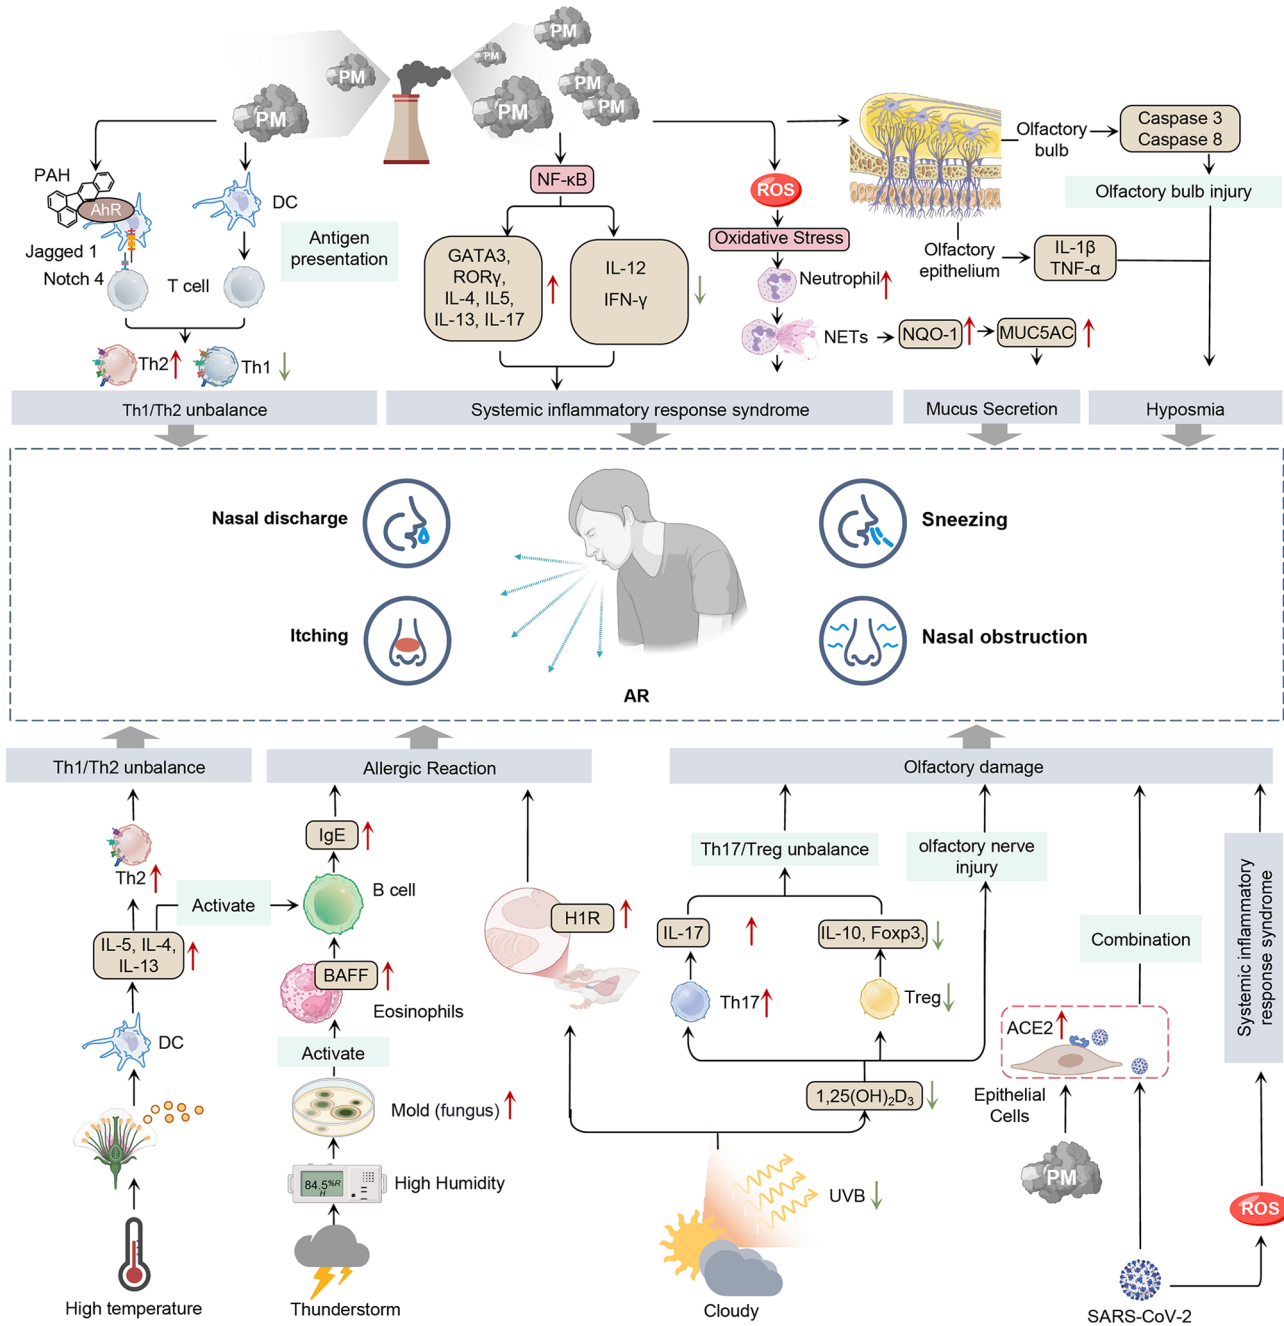 PM
PM
PM
PM
PM
PM
PM
PAH
AhR
Jagged 1
Notch 4
DC
T cell
Antigen
presentation
Th2
Th1
NF-κB
GATA3,
RORγ,
IL-4, IL5,
IL-13, IL-17
IL-12
IFN-γ
ROS
Oxidative Stress
Neutrophil
NETs
NQO-1
MUC5AC
Olfactory
bulb
Caspase 3
Caspase 8
Olfactory bulb injury
Olfactory
epithelium
IL-1β
TNF-α
Th1/Th2 unbalance
Systemic inflammatory response syndrome
Mucus Secretion
Hyposmia
Nasal discharge
Sneezing
Itching
Nasal obstruction
AR
Th1/Th2 unbalance
Allergic Reaction
Olfactory damage
Th2
Activate
IL-5, IL-4,
IL-13
DC
High temperature
IgE
B cell
BAFF
Eosinophils
Activate
Mold (fungus)
84.5%R
H
High Humidity
Thunderstorm
H1R
Th17/Treg unbalance
olfactory nerve
injury
IL-17
IL-10, Foxp3,
Th17
Treg
1,25(OH)₂D₃
UVB
Cloudy
Combination
ACE2
Epithelial
Cells
PM
SARS-CoV-2
Systemic inflammatory
response syndrome
ROS